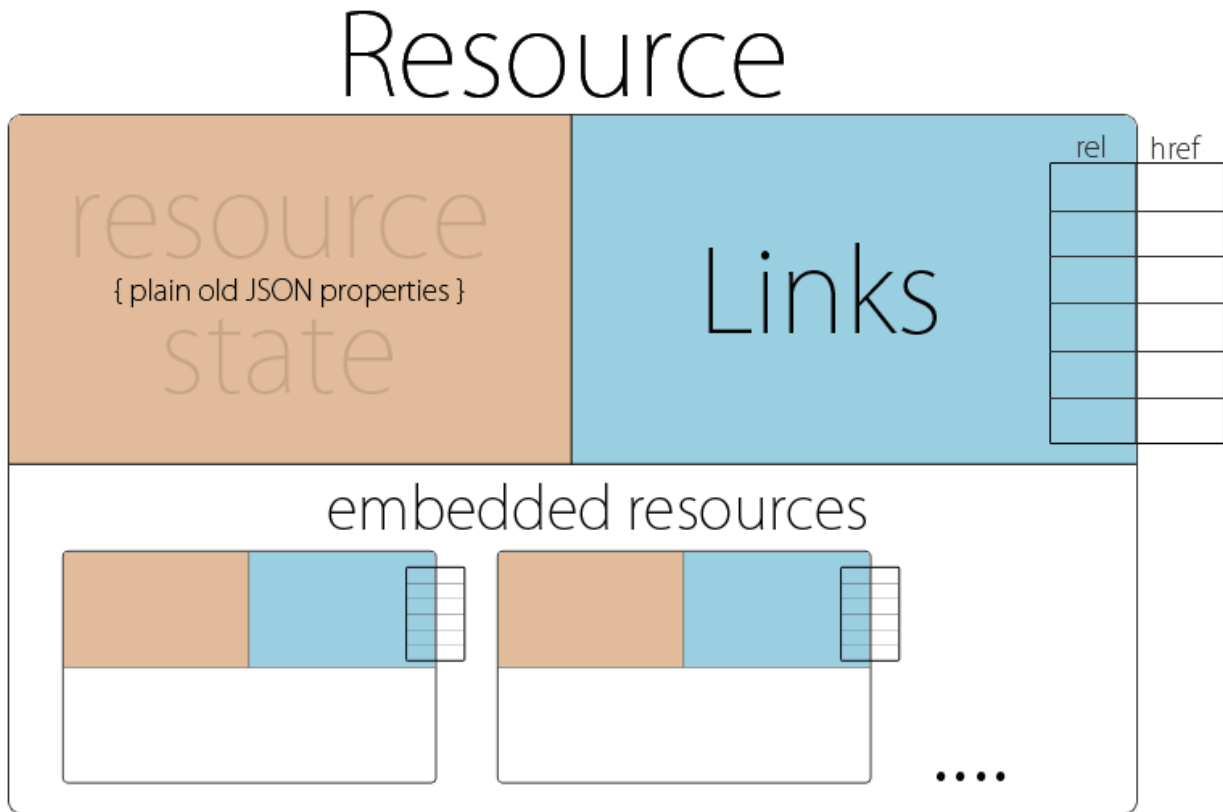 Resource
rel href
resource
{ plain old JSON properties }
state
Links
embedded resources
....